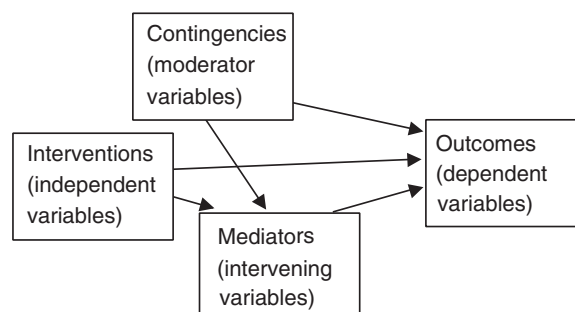 Contingencies
(moderator
variables)
Interventions
(independent
variables)
Outcomes
(dependent
variables)
Mediators
(intervening
variables)